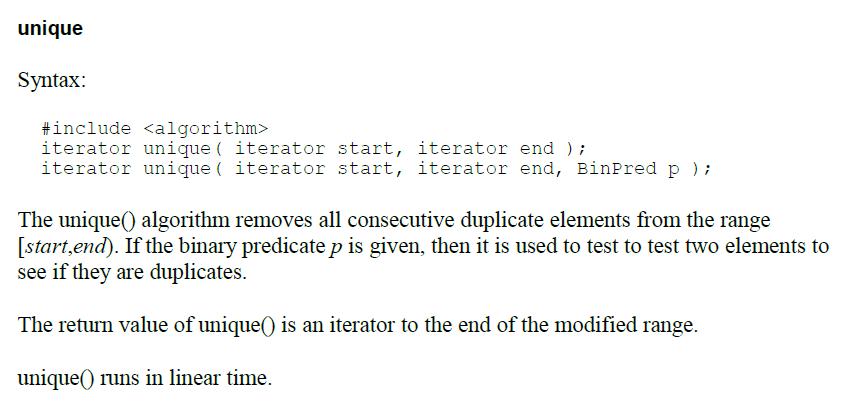 unique
Syntax:
#include <algorithm>
iterator unique( iterator start, iterator end );
iterator unique( iterator start, iterator end, BinPred p );
The unique() algorithm removes all consecutive duplicate elements from the range
[start,end). If the binary predicate p is given, then it is used to test to test two elements to
see if they are duplicates.
The return value of unique() is an iterator to the end of the modified range.
unique() runs in linear time.